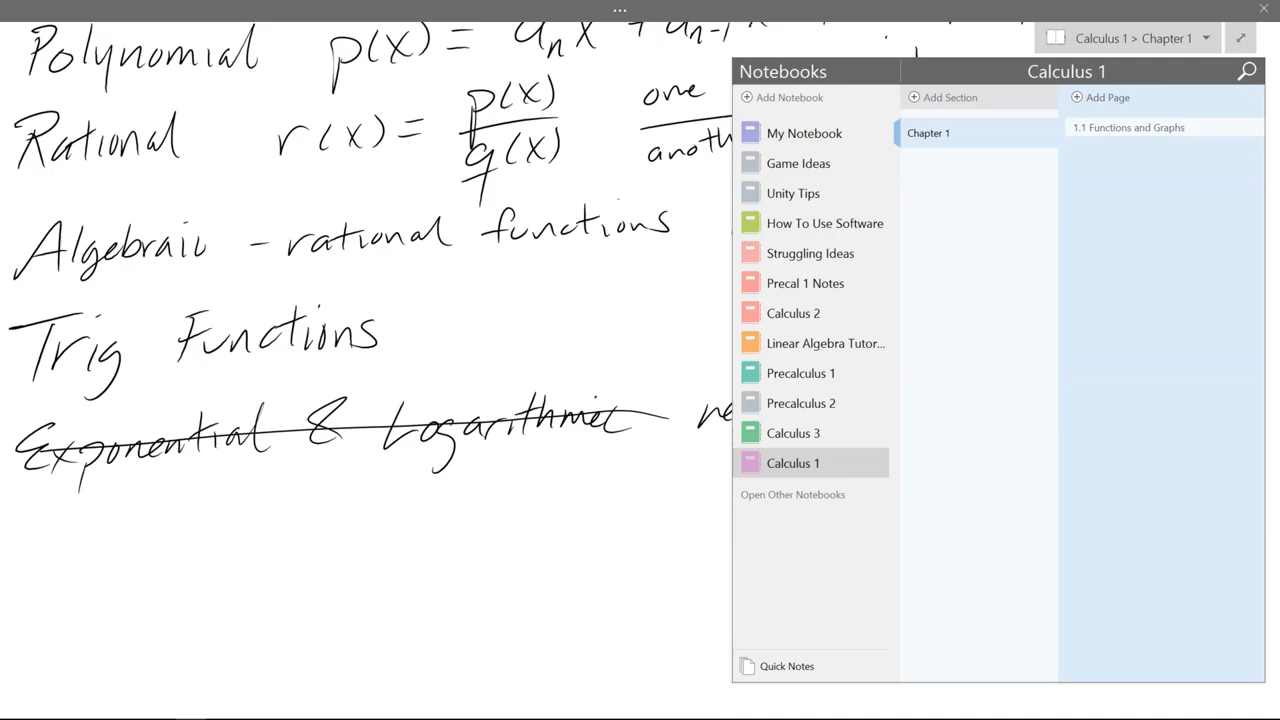 ...
Polynomial p(x) = aₙx + aₙ₋₁x
Calculus 1 > Chapter 1
Rational r(x) = p(x)/q(x) one
anoth
Algebraic - rational functions
Trig Functions
Exponential & Logarithmic
Notebooks
Calculus 1
Add Notebook
Add Section
Add Page
My Notebook
Chapter 1
1.1 Functions and Graphs
Game Ideas
Unity Tips
How To Use Software
Struggling Ideas
Precal 1 Notes
Calculus 2
Linear Algebra Tutor...
Precalculus 1
Precalculus 2
Calculus 3
Calculus 1
Open Other Notebooks
Quick Notes